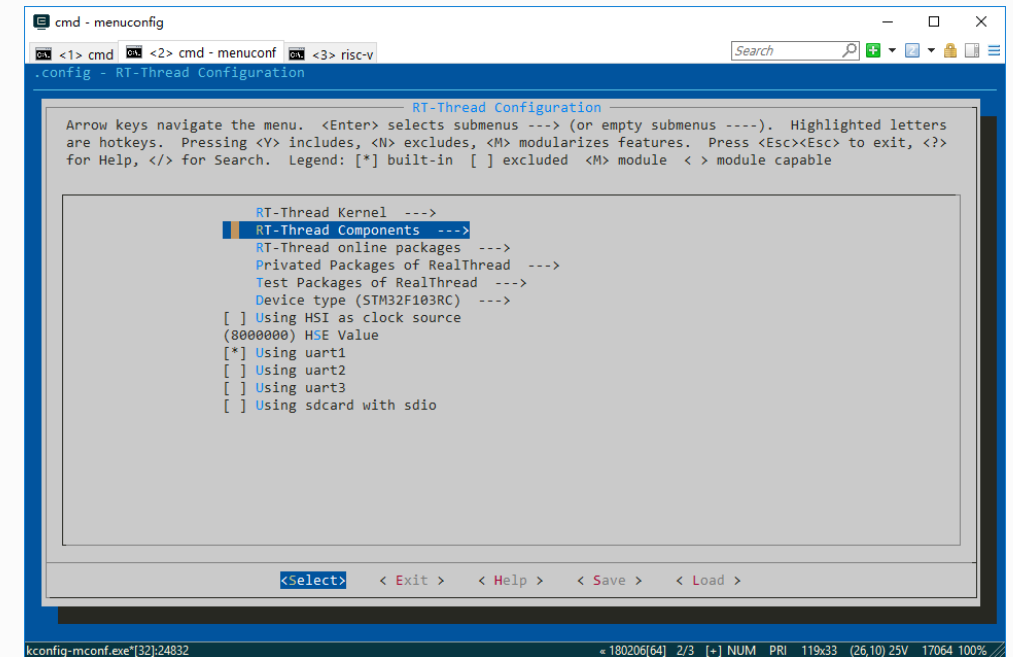 cmd - menuconfig
<1> cmd <2> cmd - menuconf <3> risc-v Search
.config - RT-Thread Configuration
RT-Thread Configuration
Arrow keys navigate the menu. <Enter> selects submenus ---> (or empty submenus ----). Highlighted letters
are hotkeys. Pressing <Y> includes, <N> excludes, <M> modularizes features. Press <Esc><Esc> to exit, <?>
for Help, </> for Search. Legend: [*] built-in [ ] excluded <M> module < > module capable
RT-Thread Kernel --->
RT-Thread Components --->
RT-Thread online packages --->
Privated Packages of RealThread --->
Test Packages of RealThread --->
Device type (STM32F103RC) --->
[ ] Using HSI as clock source
(8000000) HSE Value
[*] Using uart1
[ ] Using uart2
[ ] Using uart3
[ ] Using sdcard with sdio
<Select> < Exit > < Help > < Save > < Load >
kconfig-mconf.exe*[32]:24832 « 180206[64] 2/3 [+] NUM PRI 119x33 (26,10) 25V 17064 100%